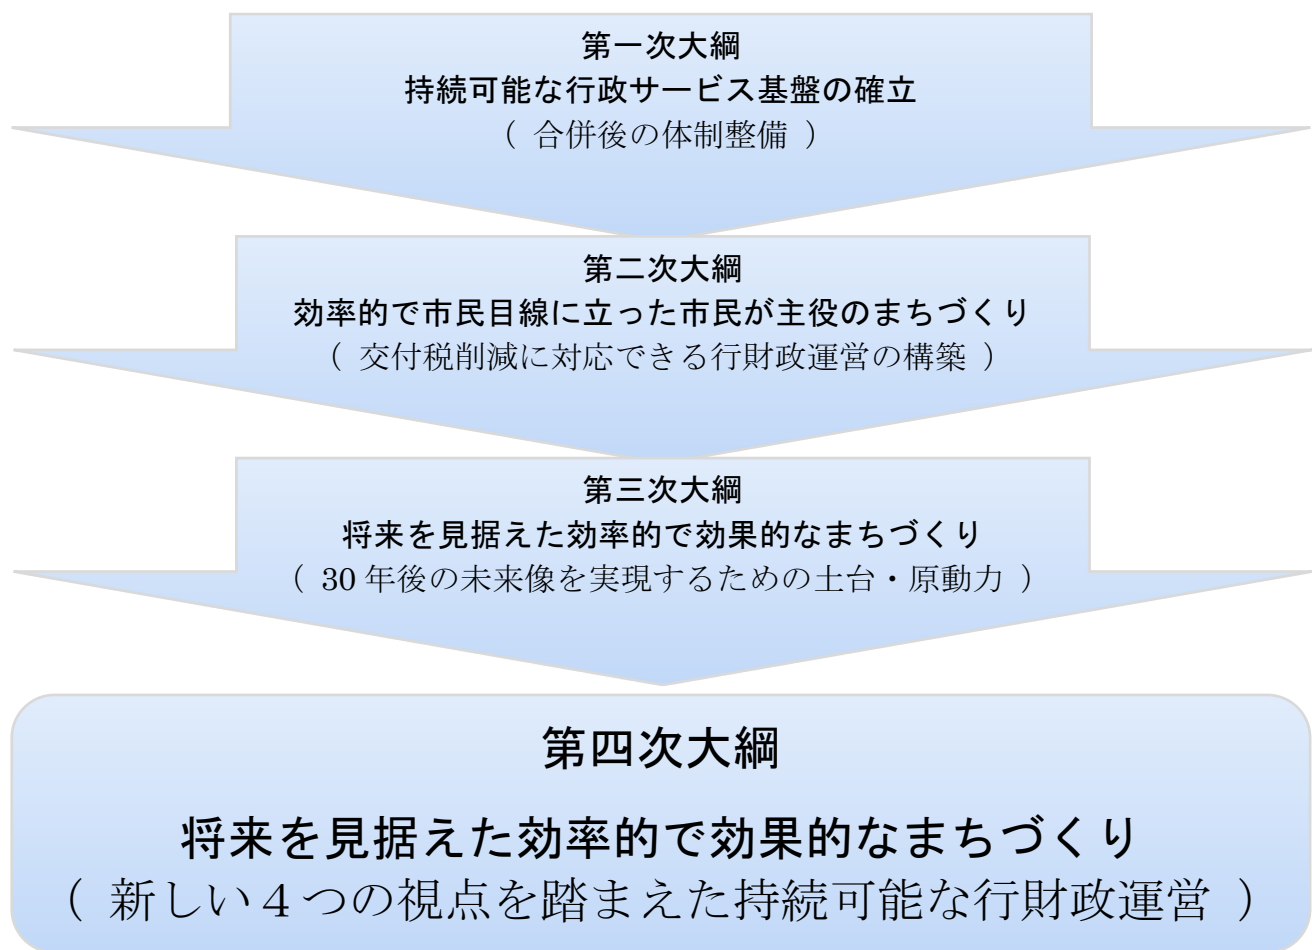 第一次大綱
持続可能な行政サービス基盤の確立
（ 合併後の体制整備 ）
第二次大綱
効率的で市民目線に立った市民が主役のまちづくり
（ 交付税削減に対応できる行財政運営の構築 ）
第三次大綱
将来を見据えた効率的で効果的なまちづくり
（ 30 年後の未来像を実現するための土台・原動力 ）
第四次大綱
将来を見据えた効率的で効果的なまちづくり
（ 新しい４つの視点を踏まえた持続可能な行財政運営 ）